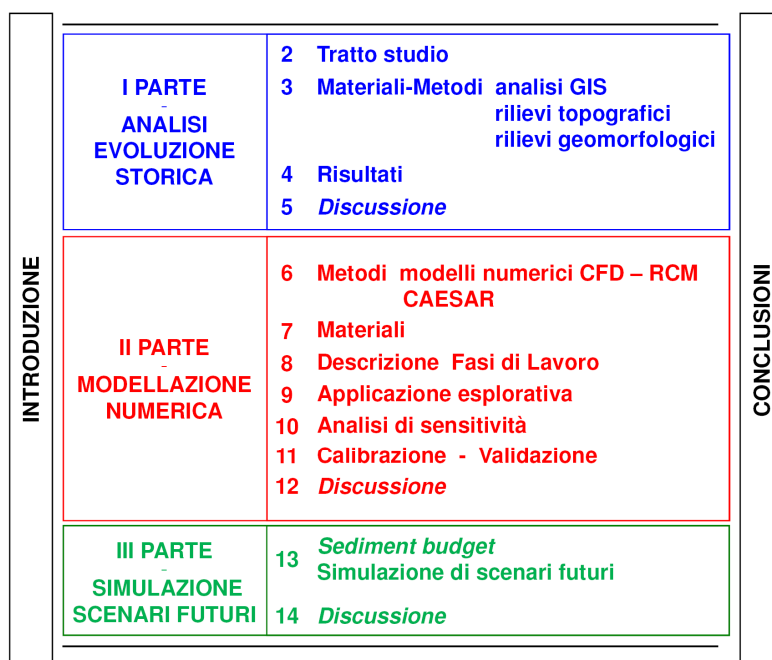 INTRODUZIONE
I PARTE
-
ANALISI
EVOLUZIONE
STORICA
2 Tratto studio
3 Materiali-Metodi analisi GIS
rilievi topografici
rilievi geomorfologici
4 Risultati
5 Discussione
II PARTE
-
MODELLAZIONE
NUMERICA
6 Metodi modelli numerici CFD – RCM
CAESAR
7 Materiali
8 Descrizione Fasi di Lavoro
9 Applicazione esplorativa
10 Analisi di sensitività
11 Calibrazione - Validazione
12 Discussione
III PARTE
-
SIMULAZIONE
SCENARI FUTURI
13 Sediment budget
Simulazione di scenari futuri
14 Discussione
CONCLUSIONI